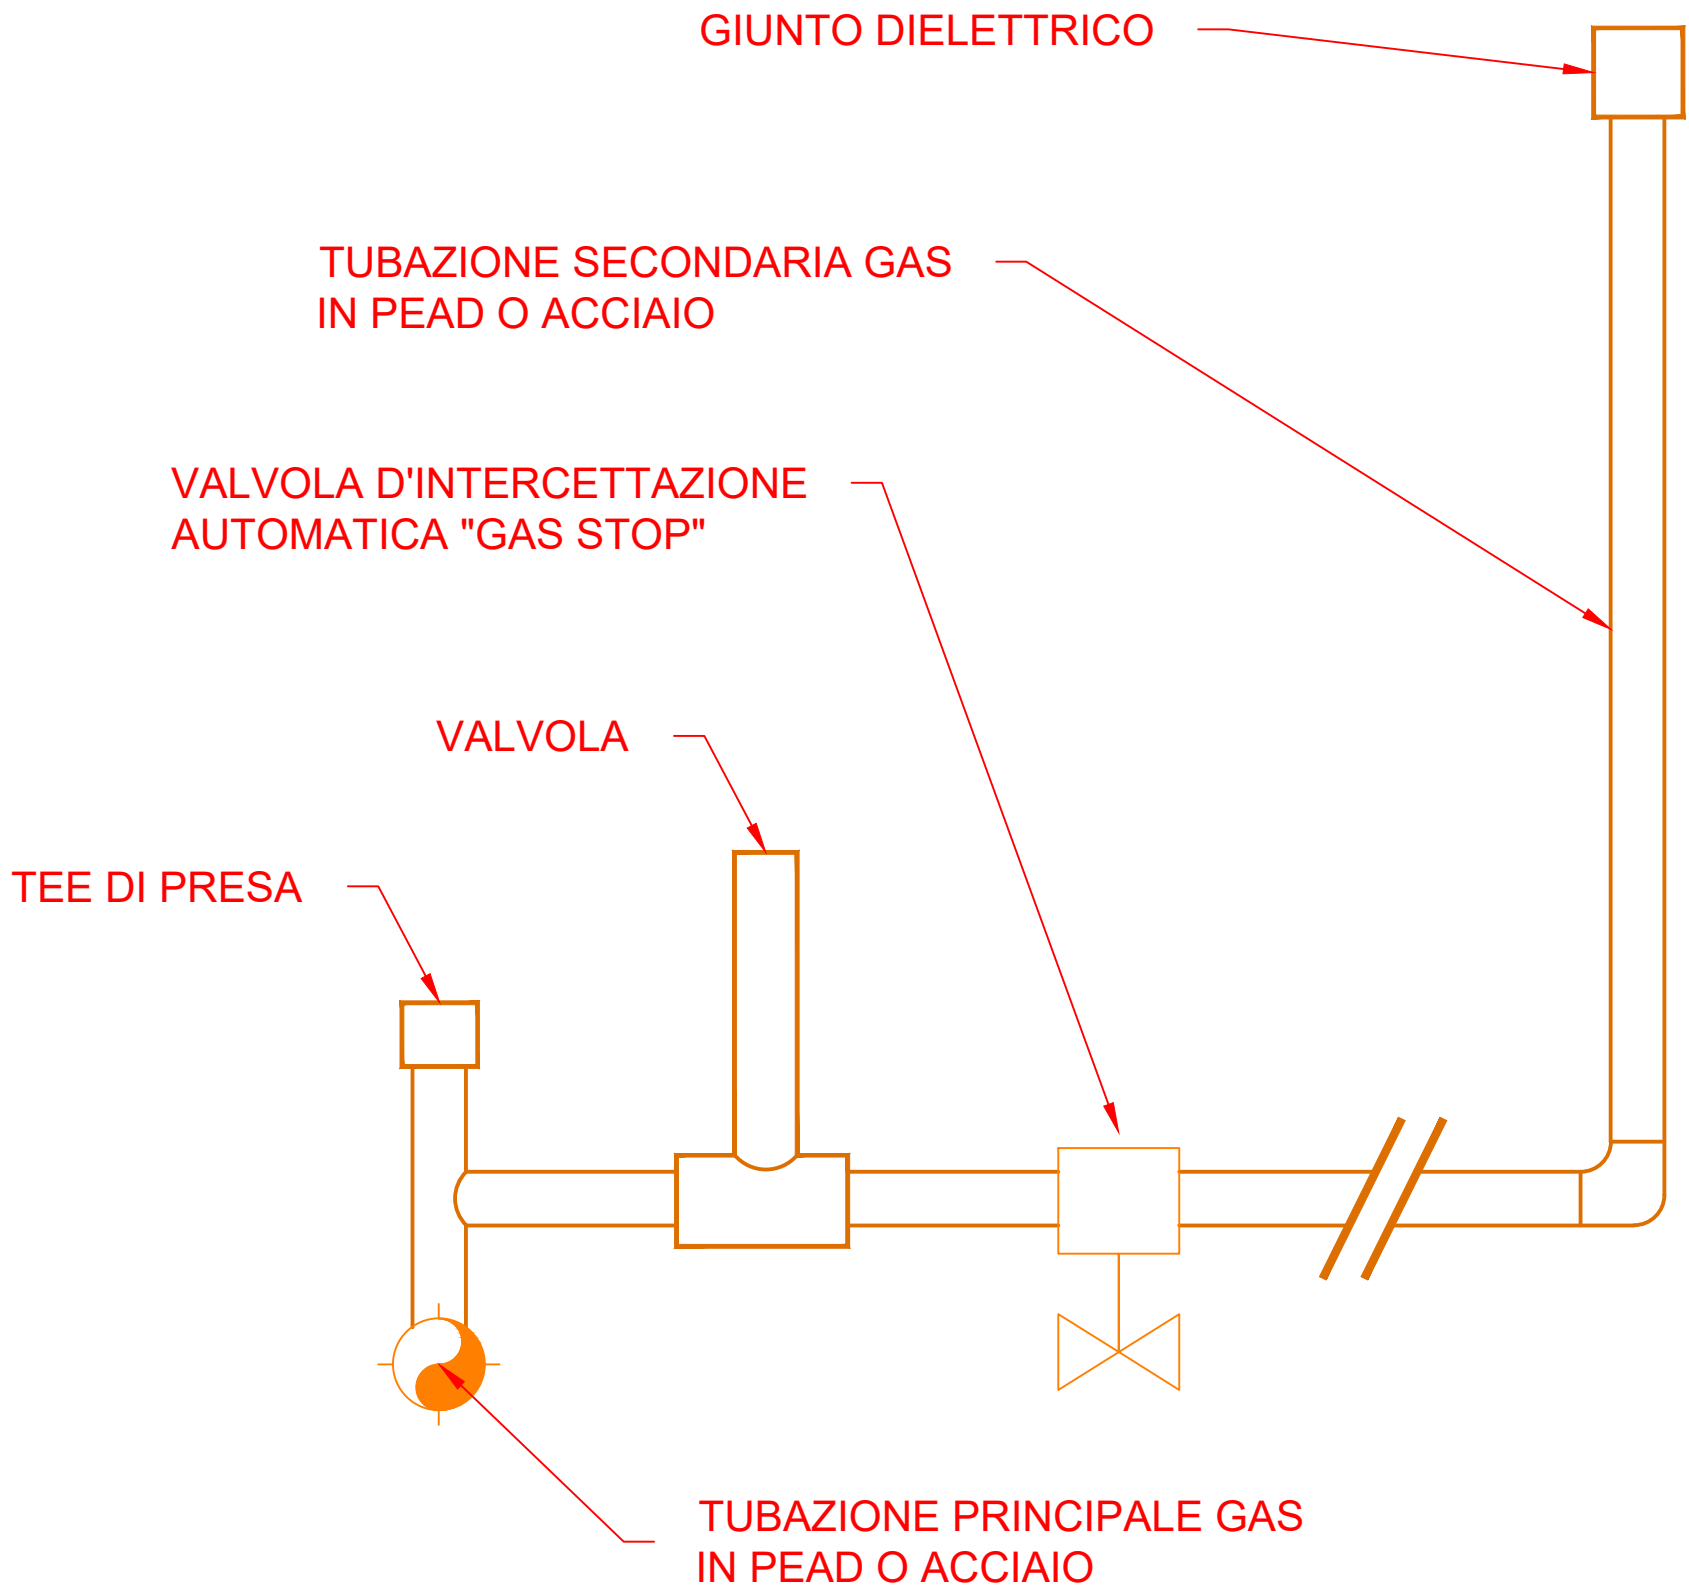 GIUNTO DIELETTRICO
TUBAZIONE SECONDARIA GAS
IN PEAD O ACCIAIO
VALVOLA D'INTERCETTAZIONE
AUTOMATICA "GAS STOP"
VALVOLA
TEE DI PRESA
TUBAZIONE PRINCIPALE GAS
IN PEAD O ACCIAIO